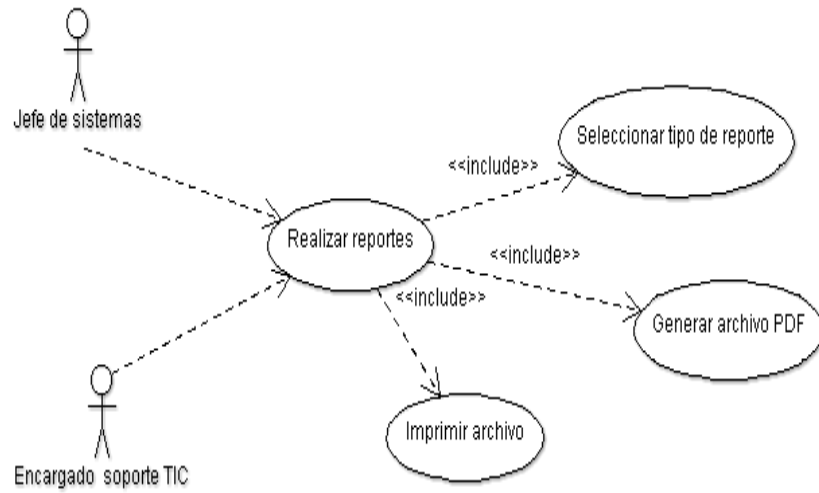 Jefe de sistemas
Seleccionar tipo de reporte
<<include>>
Realizar reportes
<<include>>
<<include>>
Generar archivo PDF
Imprimir archivo
Encargado soporte TIC